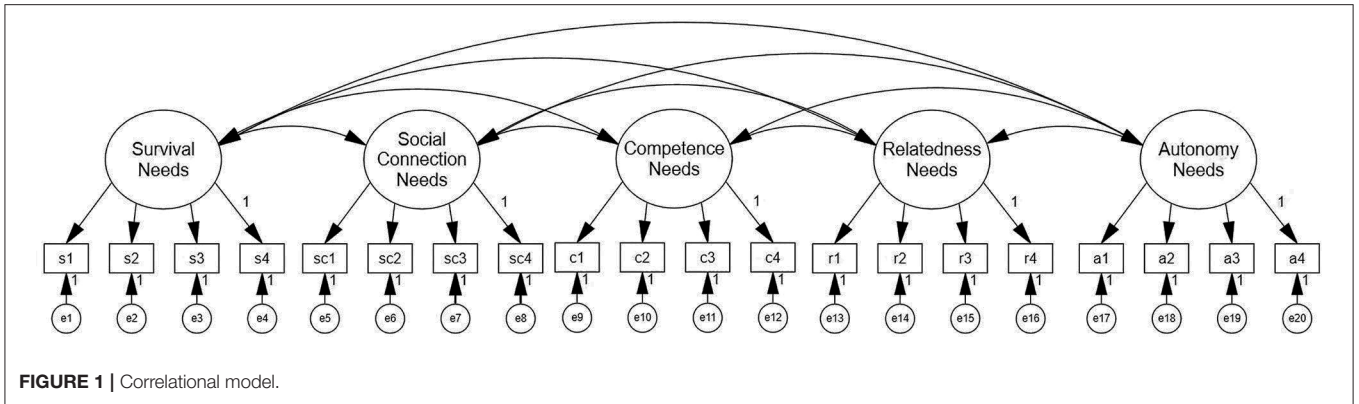 Survival
Needs
Social
Connection
Needs
Competence
Needs
Relatedness
Needs
Autonomy
Needs
1 1 1 1 1
s1 s2 s3 s4 sc1 sc2 sc3 sc4 c1 c2 c3 c4 r1 r2 r3 r4 a1 a2 a3 a4
1 1 1 1 1 1 1 1 1 1 1 1 1 1 1 1 1 1 1 1
e1 e2 e3 e4 e5 e6 e7 e8 e9 e10 e11 e12 e13 e14 e15 e16 e17 e18 e19 e20
FIGURE 1 | Correlational model.